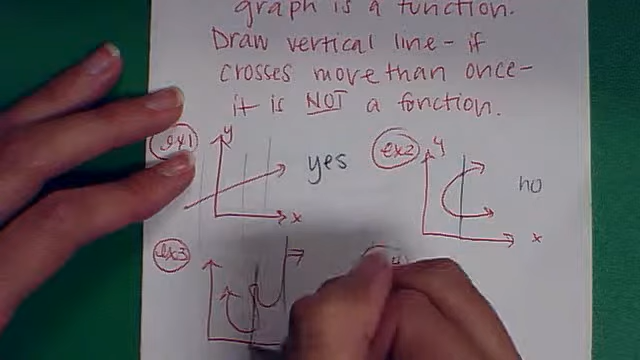 graph is a function.
Draw vertical line - if
crosses more than once -
it is NOT a function.
ex1
y
yes
x
ex2
y
no
x
ex3